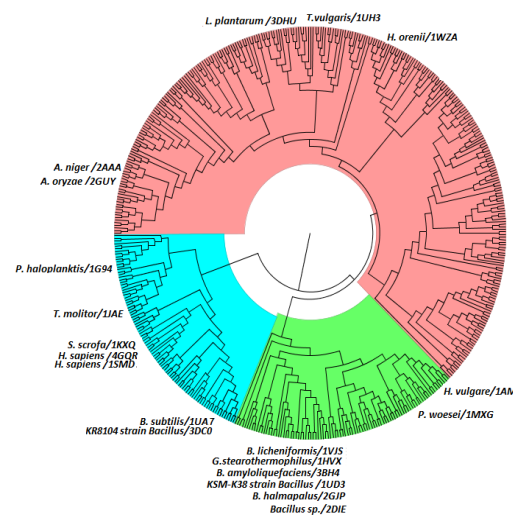 L. plantarum /3DHU
T.vulgaris/1UH3
H. orenii/1WZA
A. niger /2AAA
A. oryzae /2GUY
P. haloplanktis/1G94
T. molitor/1JAE
S. scrofa/1KXQ
H. sapiens /4GQR
H. sapiens /1SMD
B. subtilis/1UA7
KR8104 strain Bacillus/3DC0
H. vulgare/1AM
P. woesei/1MXG
B. licheniformis/1VJS
G.stearothermophilus/1HVX
B. amyloliquefaciens/3BH4
KSM-K38 strain Bacillus /1UD3
B. halmapalus/2GJP
Bacillus sp./2DIE